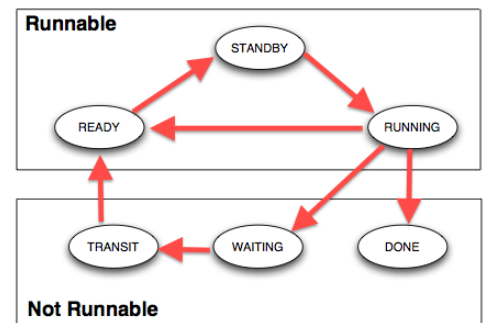 Runnable
STANDBY
READY
RUNNING
TRANSIT
WAITING
DONE
Not Runnable